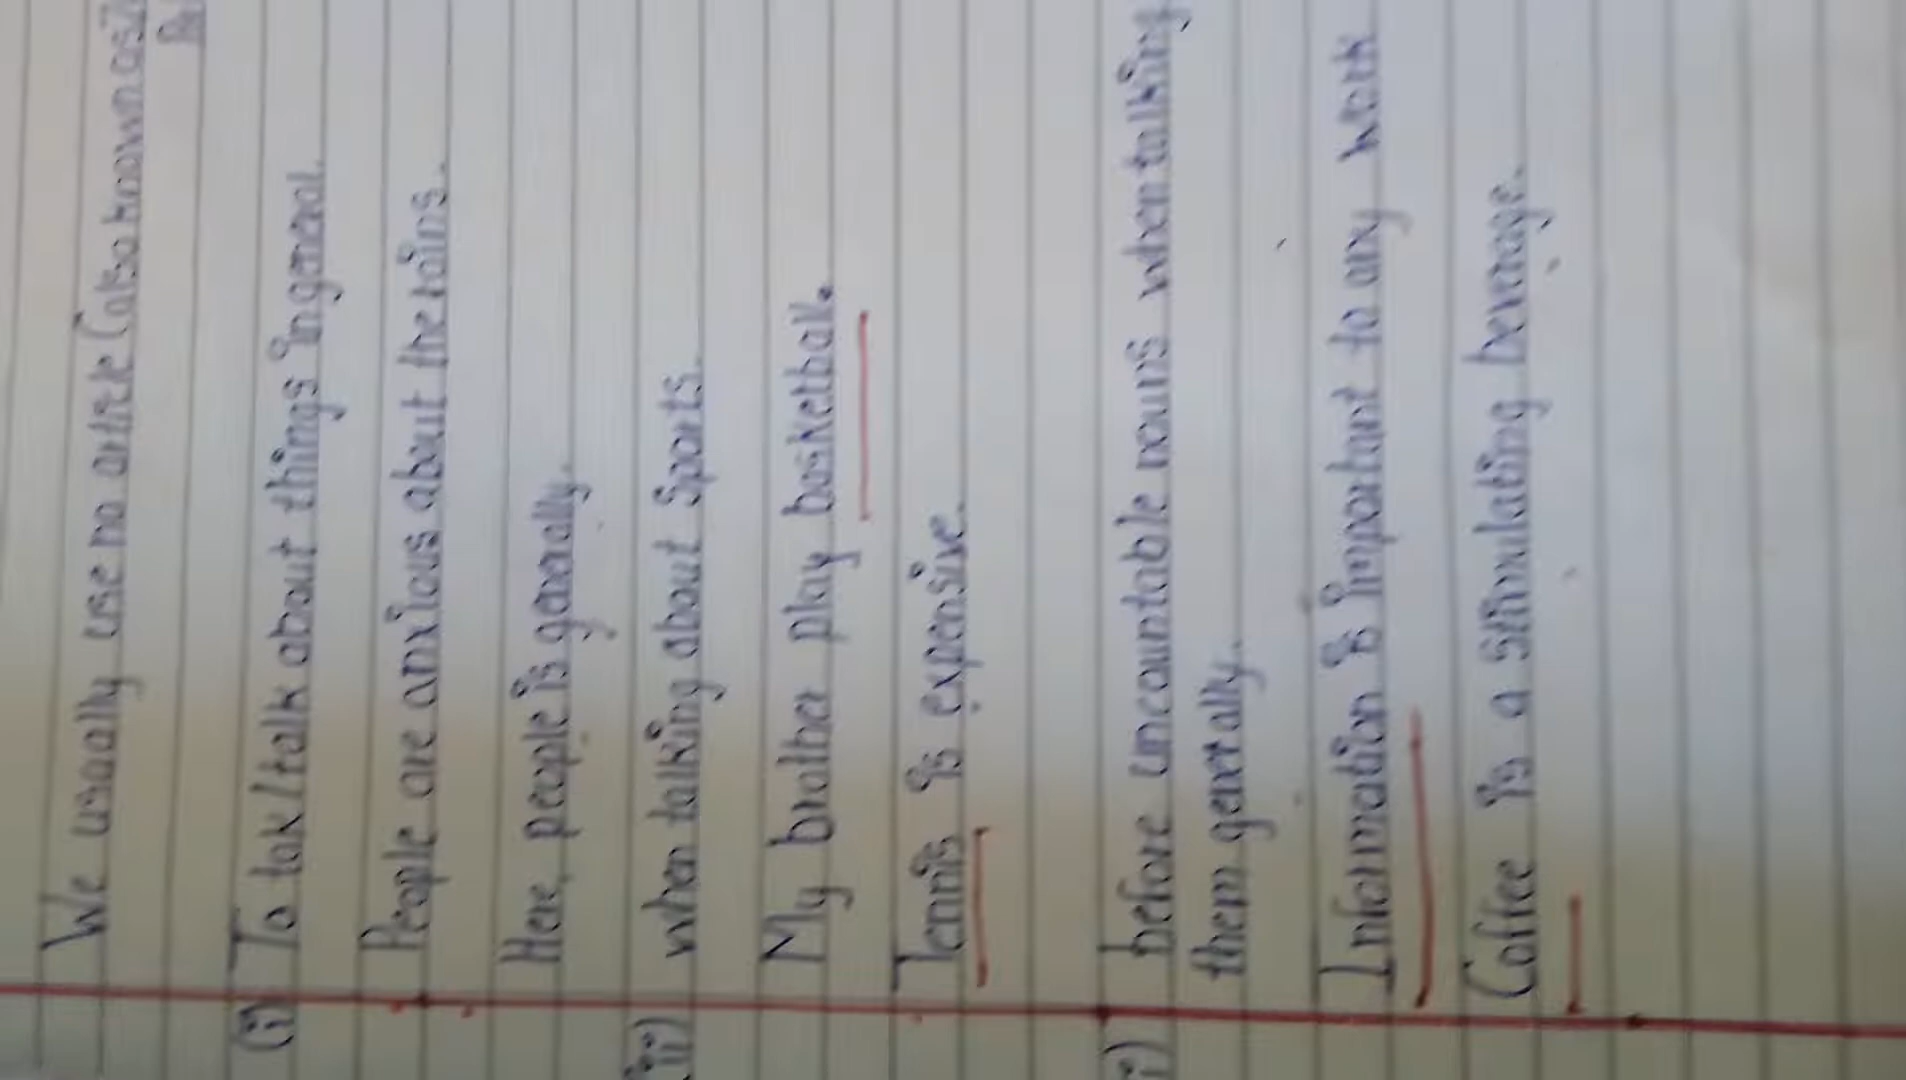 We usually use no article (also known as
(i) To tok/talk about things in general.
People are anxious about the rains.
Here, people is generally.
(ii) when talking about Sports.
My brother play basketball.
Tennis is expensive.
i) before uncountable nouns when talking
them generally.
Information is important to any work
Coffee is a stimulating beverage.